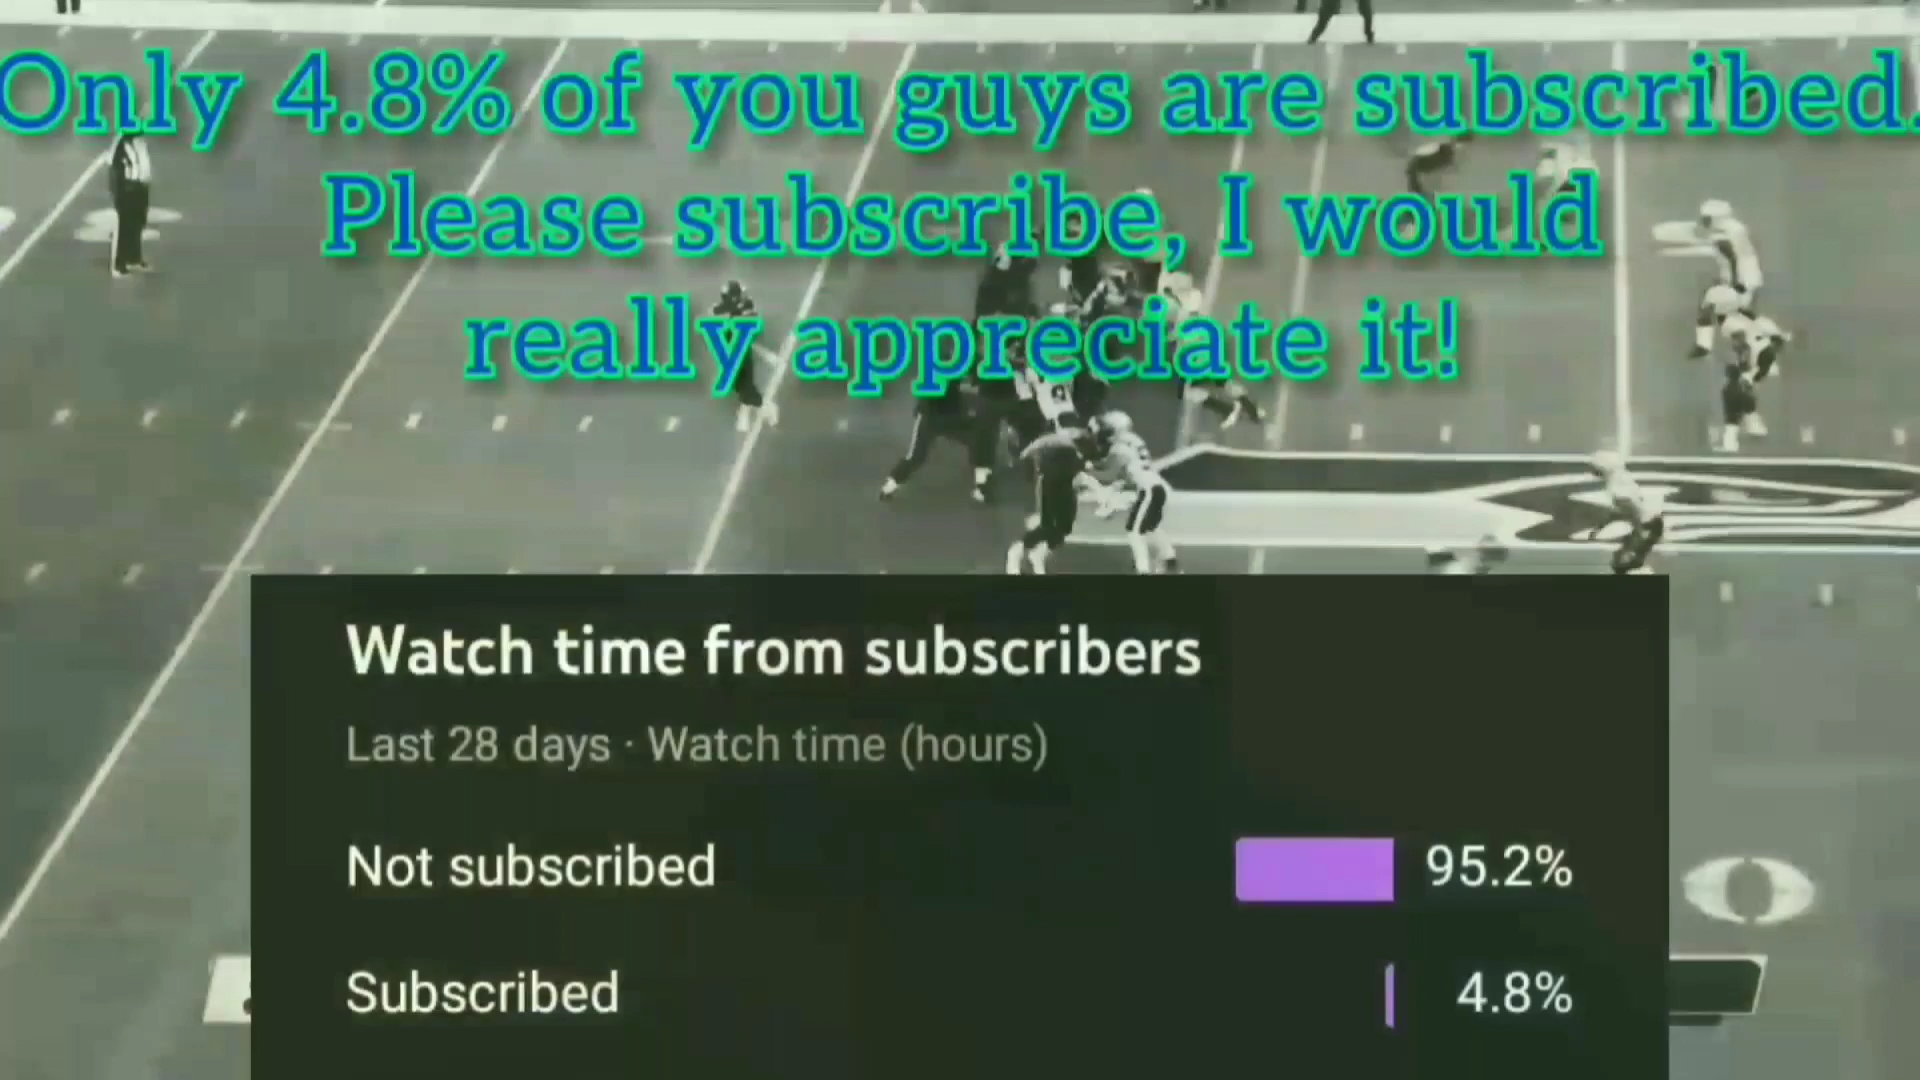 Only 4.8% of you guys are subscribed.
Please subscribe, I would
really appreciate it!
Watch time from subscribers
Last 28 days · Watch time (hours)
Not subscribed 95.2%
Subscribed 4.8%